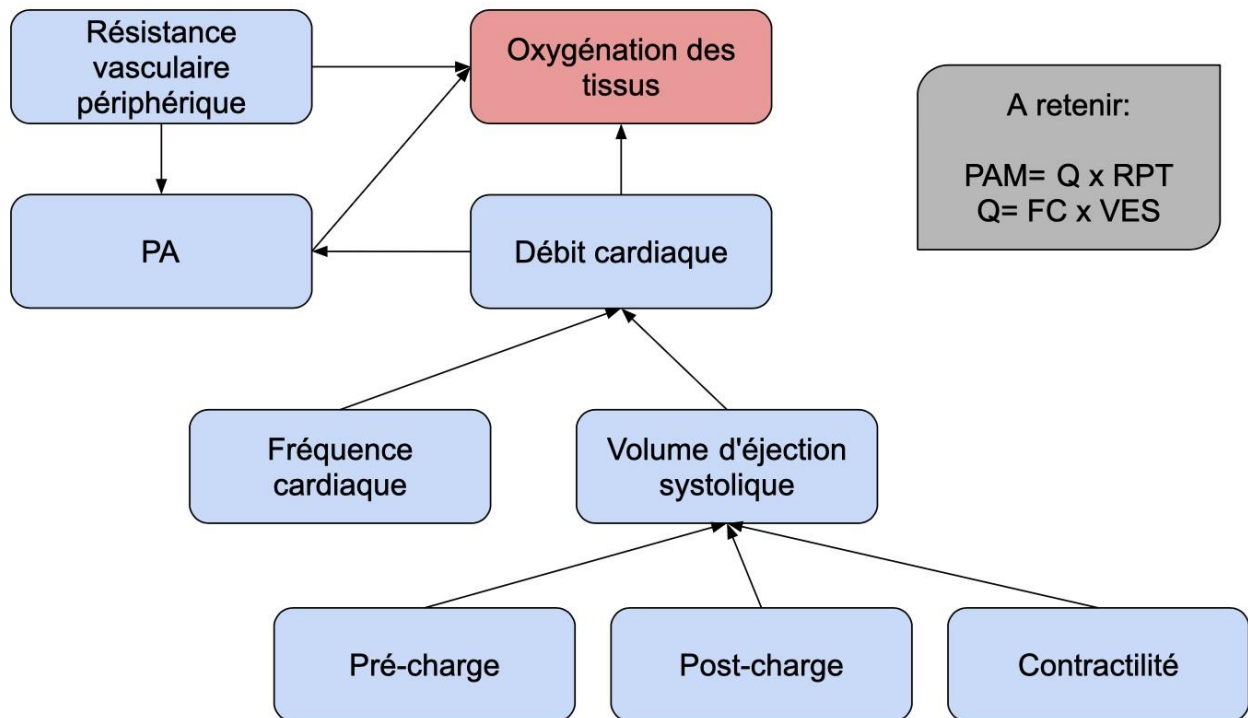 Résistance
vasculaire
périphérique
Oxygénation des
tissus
A retenir:
PAM= Q x RPT
Q= FC x VES
PA
Débit cardiaque
Fréquence
cardiaque
Volume d'éjection
systolique
Pré-charge
Post-charge
Contractilité